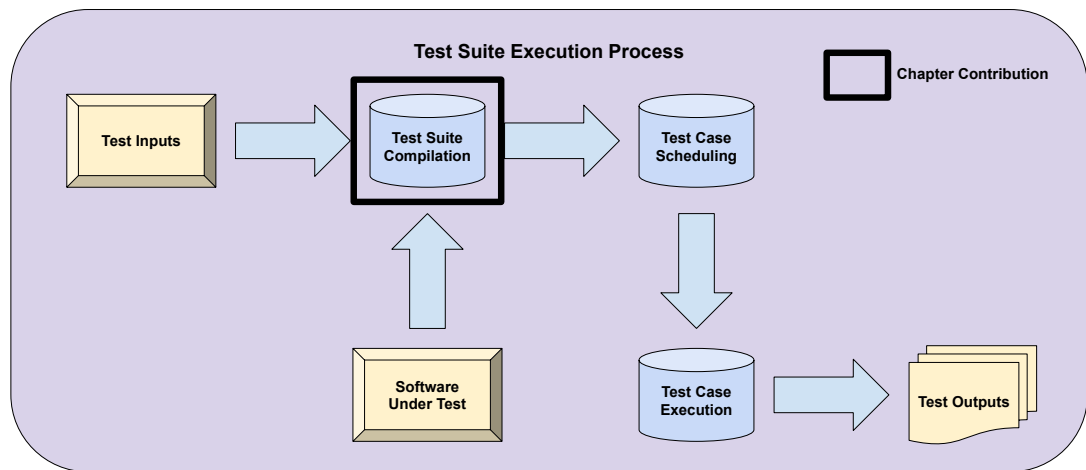 Test Suite Execution Process
Chapter Contribution
Test Inputs
Test Suite
Compilation
Test Case
Scheduling
Software
Under Test
Test Case
Execution
Test Outputs